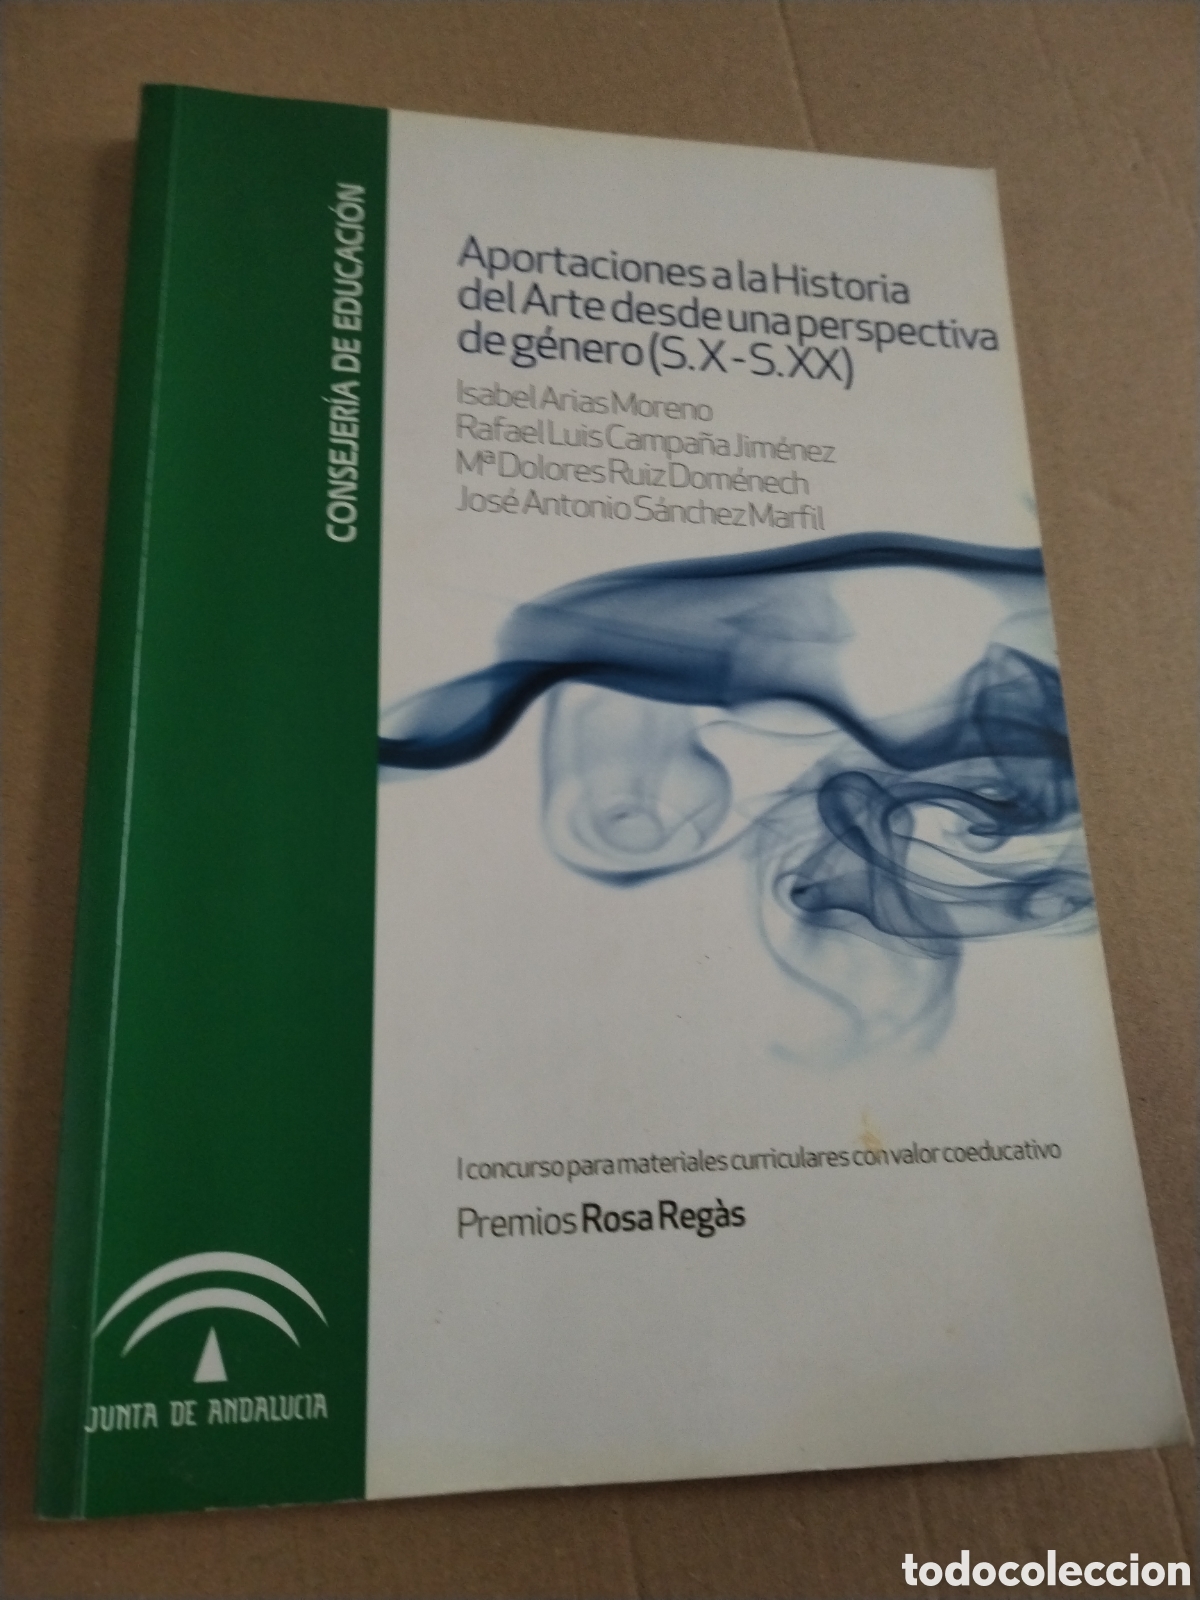 CONSEJERÍA DE EDUCACIÓN
Aportaciones a la Historia
del Arte desde una perspectiva
de género (S.X - S.XX)
Isabel Arias Moreno
Rafael Luis Campaña Jiménez
Mª Dolores Ruiz Doménech
José Antonio Sánchez Marfil
I concurso para materiales curriculares con valor coeducativo
Premios Rosa Regàs
JUNTA DE ANDALUCIA
todocoleccion